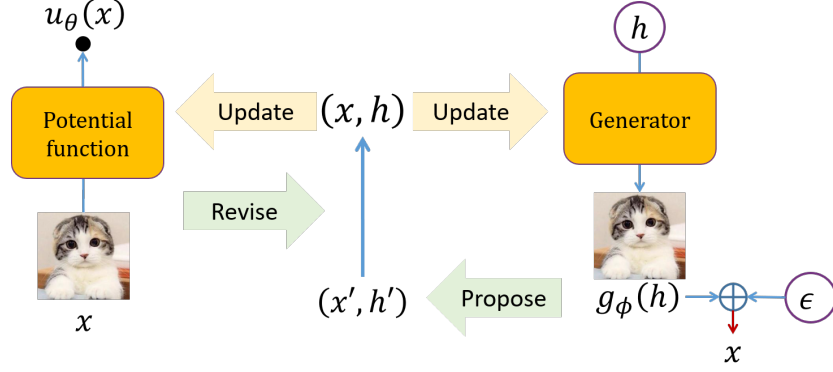 u_θ(x)
Potential
function
x
Update
(x, h)
Update
Revise
(x′, h′)
Propose
h
Generator
g_ϕ(h)
ϵ
x